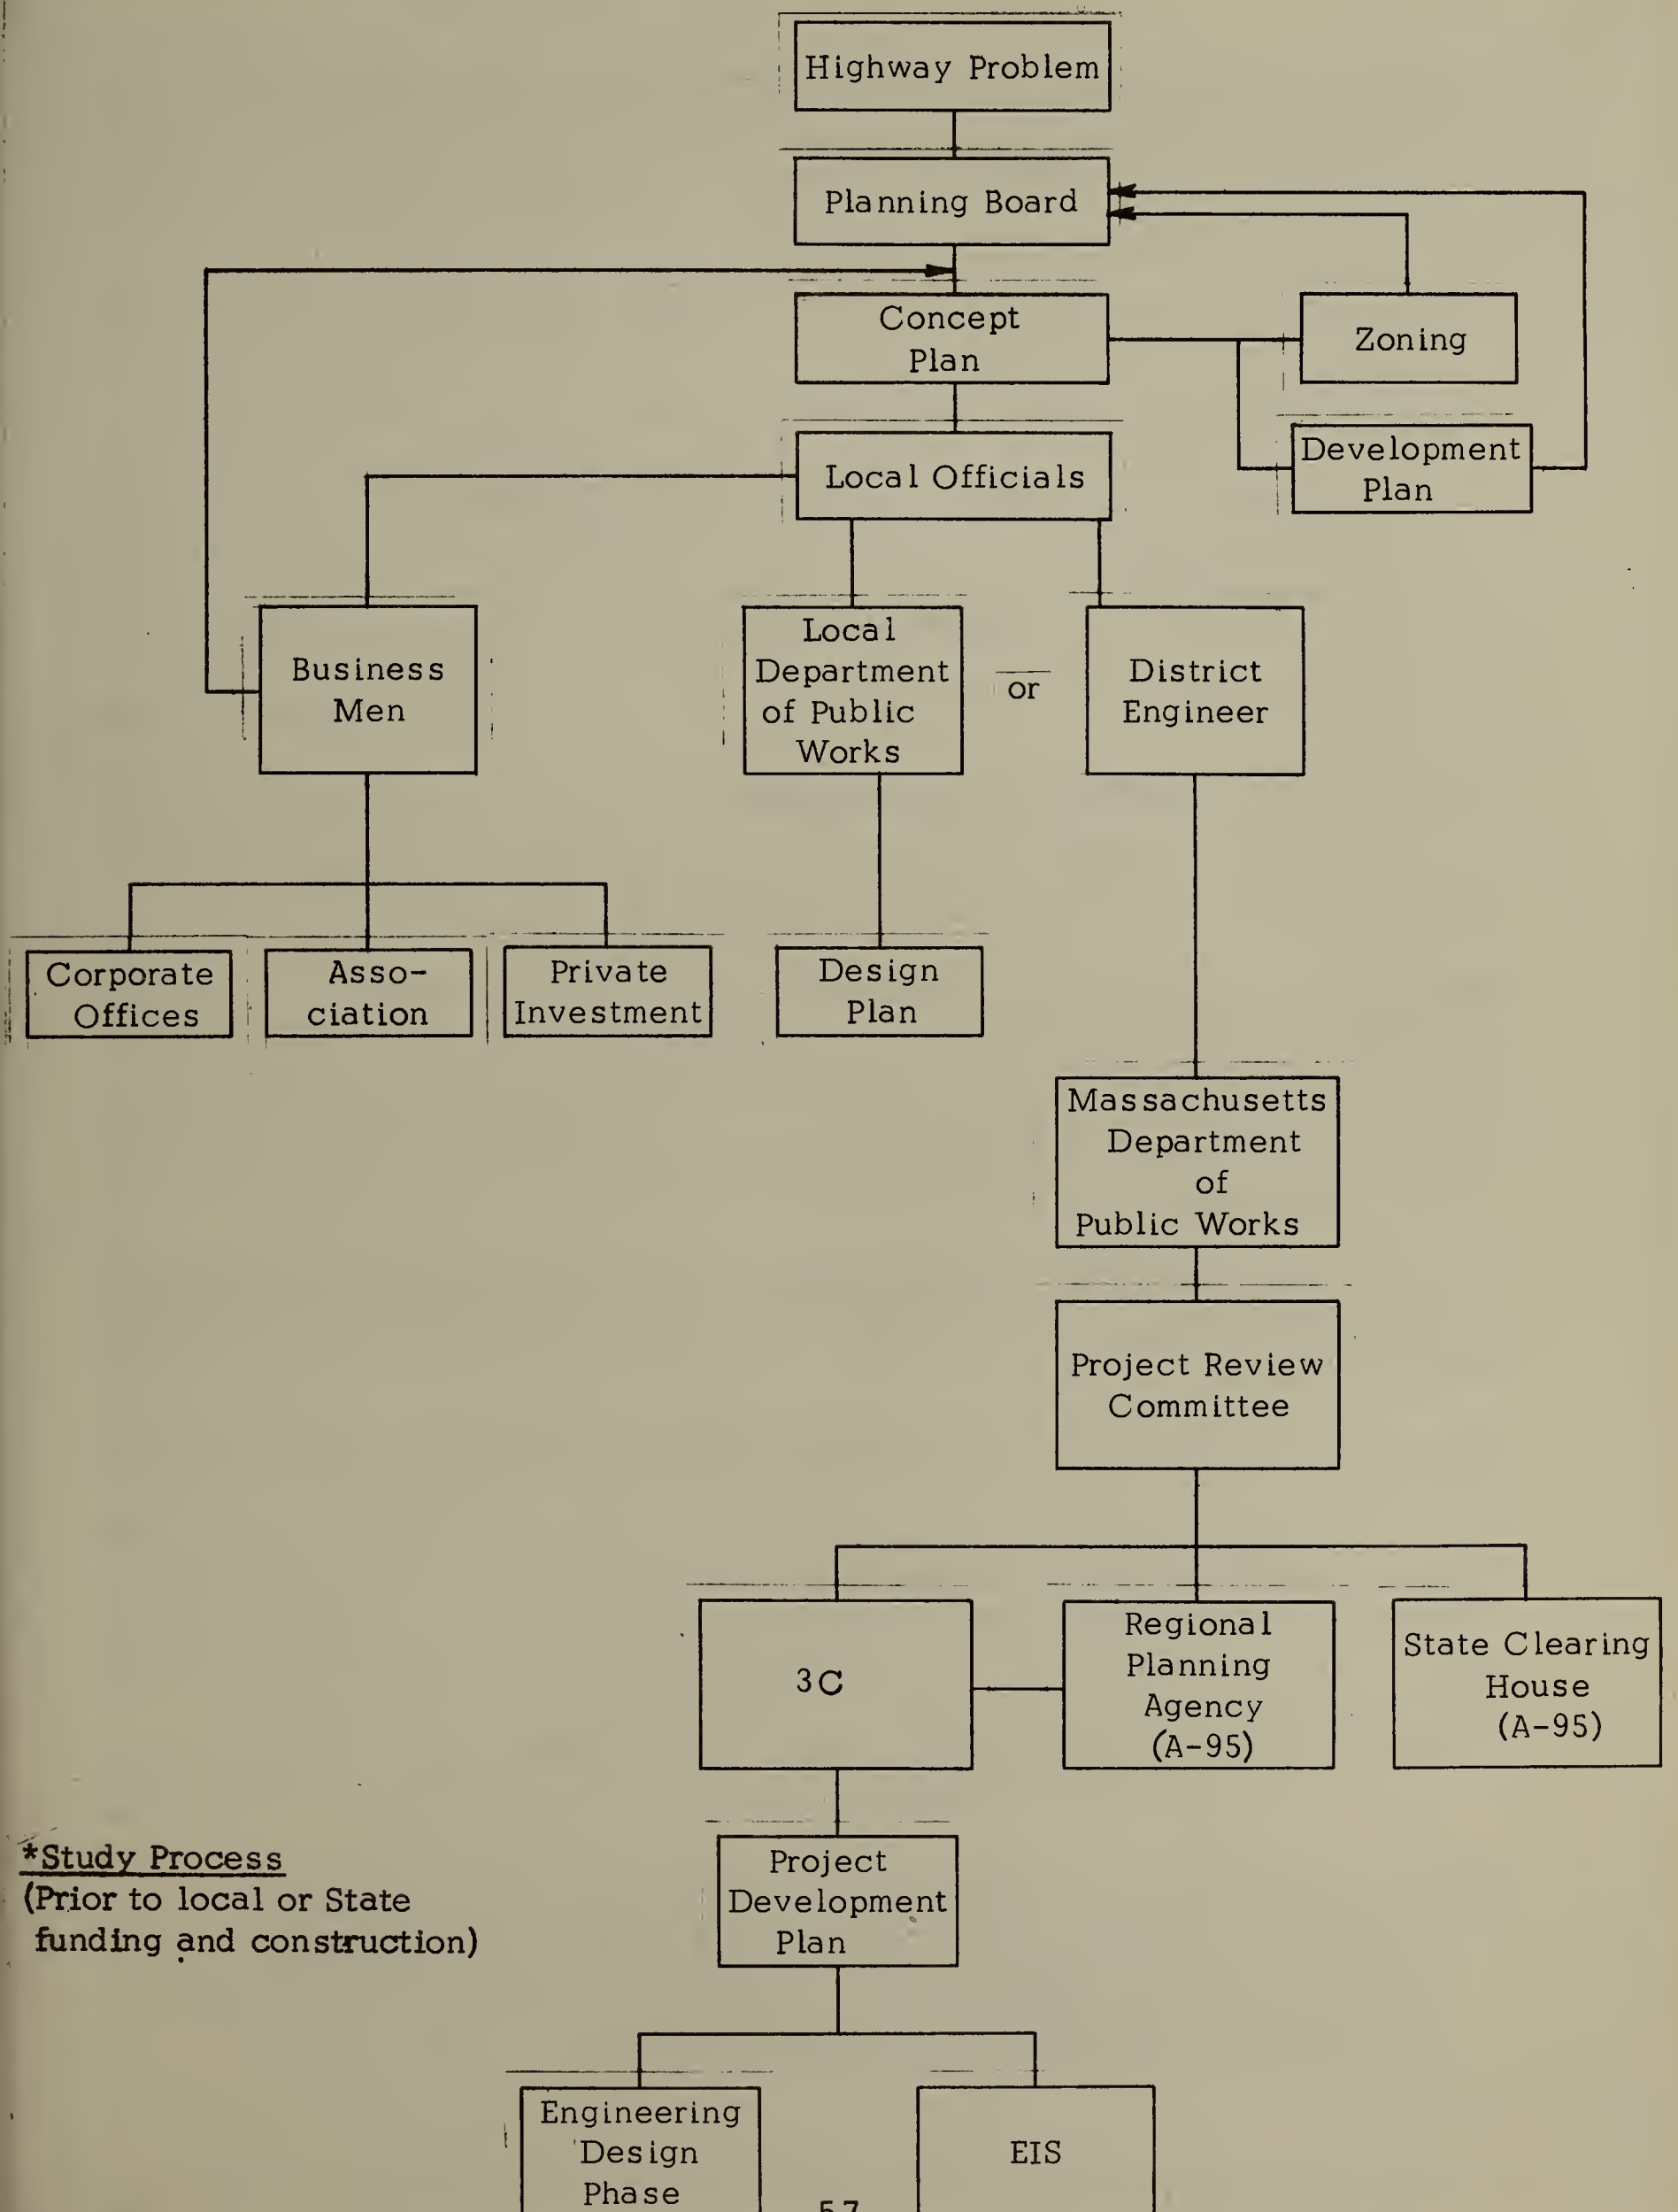 Highway Problem
Planning Board
Concept
Plan
Zoning
Development
Plan
Local Officials
Business
Men
Local
Department
of Public
Works
or
District
Engineer
Corporate
Offices
Asso-
ciation
Private
Investment
Design
Plan
Massachusetts
Department
of
Public Works
Project Review
Committee
3C
Regional
Planning
Agency
(A-95)
State Clearing
House
(A-95)
Project
Development
Plan
*Study Process
(Prior to local or State
funding and construction)
Engineering
Design
Phase
EIS
57